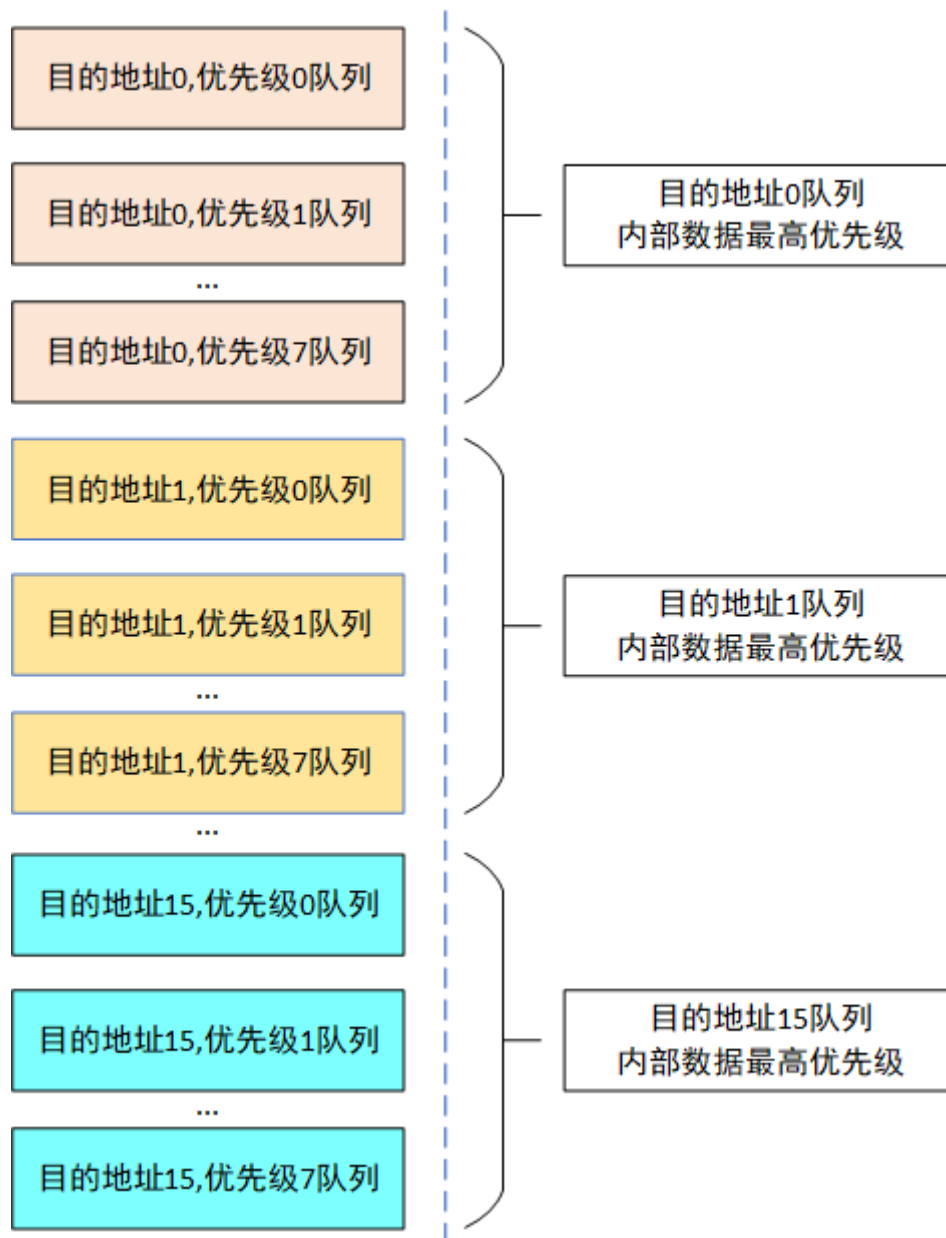 目的地址0,优先级0队列
目的地址0,优先级1队列
...
目的地址0,优先级7队列
目的地址0队列
内部数据最高优先级
目的地址1,优先级0队列
目的地址1,优先级1队列
...
目的地址1,优先级7队列
...
目的地址1队列
内部数据最高优先级
目的地址15,优先级0队列
目的地址15,优先级1队列
...
目的地址15,优先级7队列
目的地址15队列
内部数据最高优先级